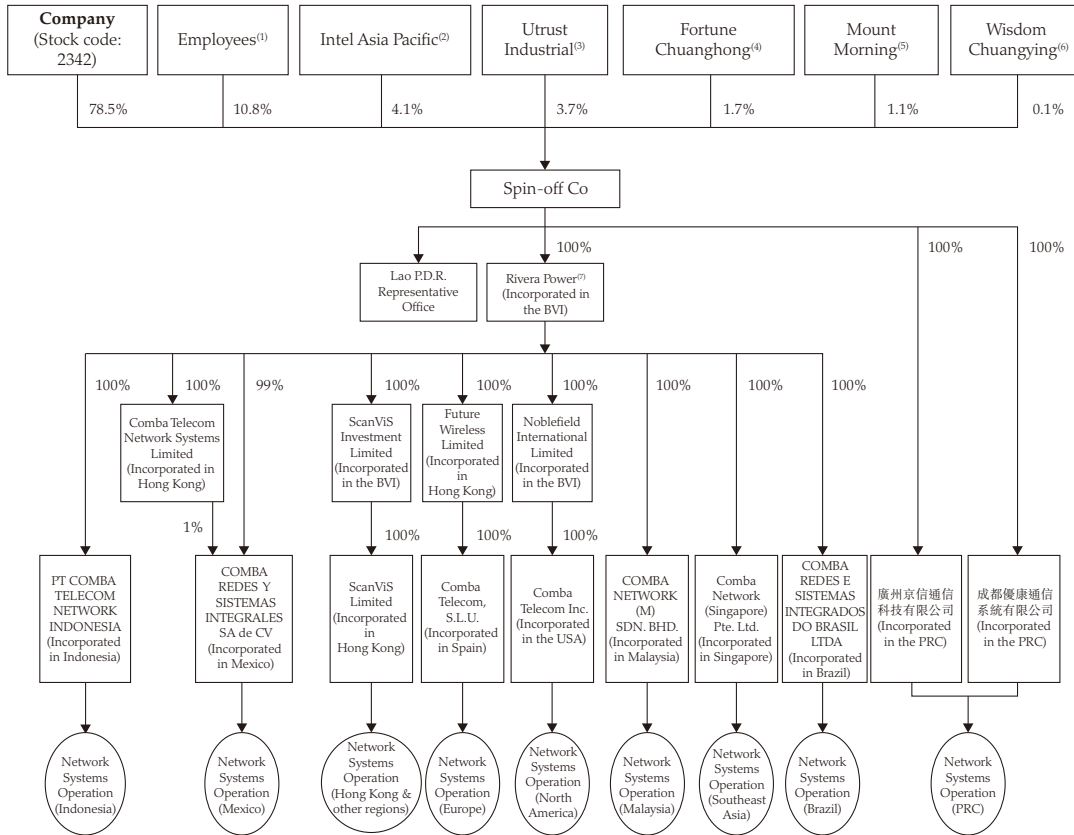 Company
(Stock code:
2342)
Employees(1)
Intel Asia Pacific(2)
Utrust
Industrial(3)
Fortune
Chuanghong(4)
Mount
Morning(5)
Wisdom
Chuangying(6)
78.5%
10.8%
4.1%
3.7%
1.7%
1.1%
0.1%
Spin-off Co
100%
100%
100%
Lao P.D.R.
Representative
Office
Rivera Power(7)
(Incorporated in
the BVI)
100%
100%
99%
100%
100%
100%
100%
100%
100%
Comba Telecom
Network Systems
Limited
(Incorporated in
Hong Kong)
ScanViS
Investment
Limited
(Incorporated
in the BVI)
Future
Wireless
Limited
(Incorporated
in
Hong Kong)
Noblefield
International
Limited
(Incorporated
in the BVI)
1%
100%
100%
100%
PT COMBA
TELECOM
NETWORK
INDONESIA
(Incorporated
in Indonesia)
COMBA
REDES Y
SISTEMAS
INTEGRALES
SA de CV
(Incorporated
in Mexico)
ScanViS
Limited
(Incorporated
in
Hong Kong)
Comba
Telecom,
S.L.U.
(Incorporated
in Spain)
Comba
Telecom Inc.
(Incorporated
in the USA)
COMBA
NETWORK
(M)
SDN. BHD.
(Incorporated
in Malaysia)
Comba
Network
(Singapore)
Pte. Ltd.
(Incorporated
in Singapore)
COMBA
REDES E
SISTEMAS
INTEGRADOS
DO BRASIL
LTDA
(Incorporated
in Brazil)
廣州京信通信
科技有限公司
(Incorporated
in the PRC)
成都優康通信
系統有限公司
(Incorporated
in the PRC)
Network
Systems
Operation
(Indonesia)
Network
Systems
Operation
(Mexico)
Network
Systems
Operation
(Hong Kong &
other regions)
Network
Systems
Operation
(Europe)
Network
Systems
Operation
(North
America)
Network
Systems
Operation
(Malaysia)
Network
Systems
Operation
(Southeast
Asia)
Network
Systems
Operation
(Brazil)
Network
Systems
Operation
(PRC)